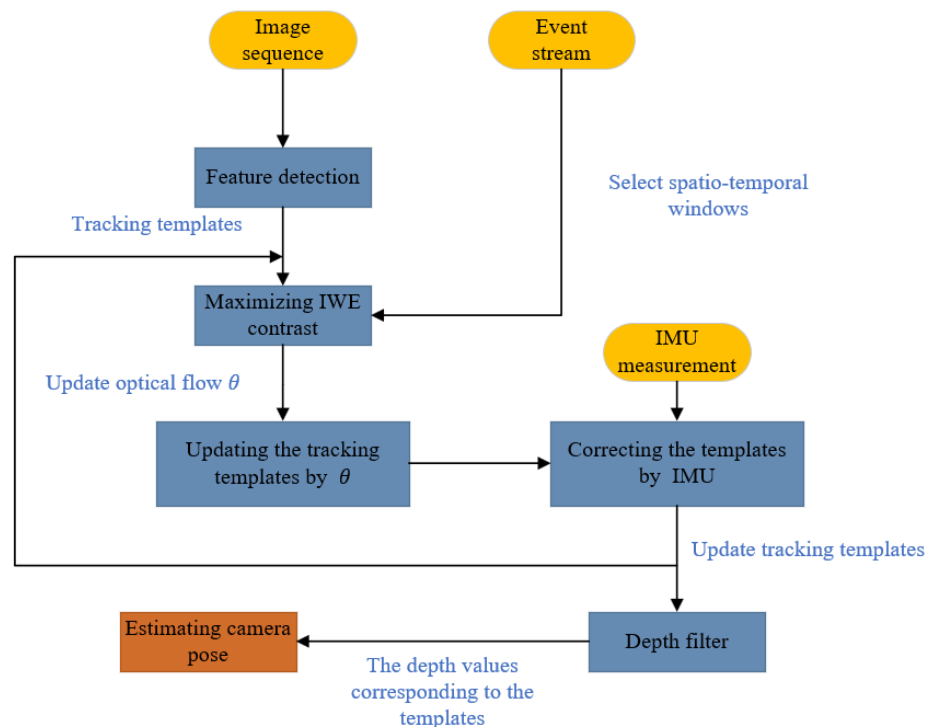 Image
sequence
Event
stream
Feature detection
Select spatio-temporal
windows
Tracking templates
Maximizing IWE
contrast
IMU
measurement
Update optical flow θ
Updating the tracking
templates by θ
Correcting the templates
by IMU
Update tracking templates
Estimating camera
pose
Depth filter
The depth values
corresponding to the
templates